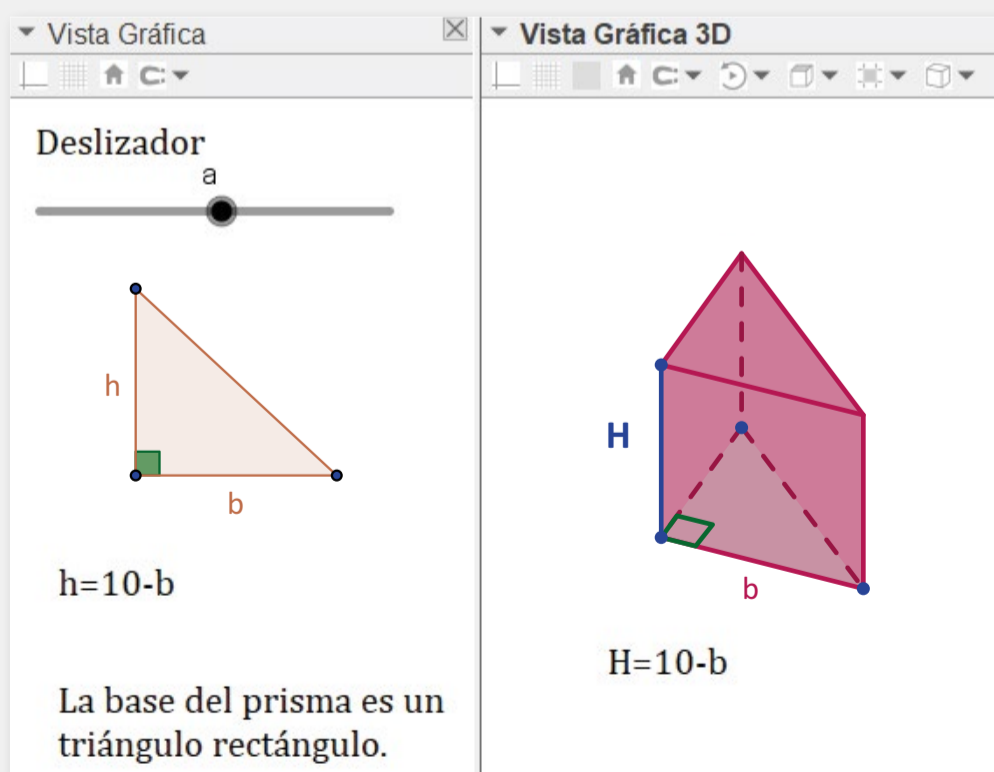 Vista Gráfica
Vista Gráfica 3D
Deslizador
a
h
b
h=10-b
La base del prisma es un
triángulo rectángulo.
H
b
H=10-b